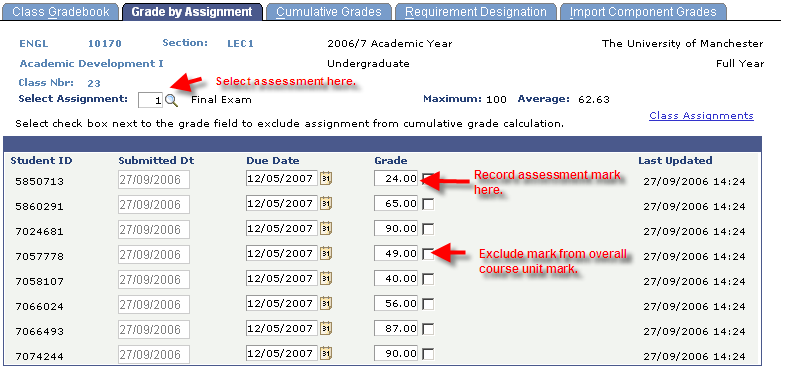 Class Gradebook Grade by Assignment Cumulative Grades Requirement Designation Import Component Grades
ENGL 10170 Section: LEC1 2006/7 Academic Year The University of Manchester
Academic Development I Undergraduate Full Year
Class Nbr: 23 Select assessment here.
Select Assignment: 1 Final Exam Maximum: 100 Average: 62.63
Class Assignments
Select check box next to the grade field to exclude assignment from cumulative grade calculation.
Student ID Submitted Dt Due Date Grade Last Updated
5850713 27/09/2006 12/05/2007 31 24.00 Record assessment mark here. 27/09/2006 14:24
5860291 27/09/2006 12/05/2007 31 65.00 27/09/2006 14:24
7024681 27/09/2006 12/05/2007 31 90.00 27/09/2006 14:24
7057778 27/09/2006 12/05/2007 31 49.00 Exclude mark from overall course unit mark. 27/09/2006 14:24
7058107 27/09/2006 12/05/2007 31 40.00 27/09/2006 14:24
7066024 27/09/2006 12/05/2007 31 56.00 27/09/2006 14:24
7066493 27/09/2006 12/05/2007 31 87.00 27/09/2006 14:24
7074244 27/09/2006 12/05/2007 31 90.00 27/09/2006 14:24